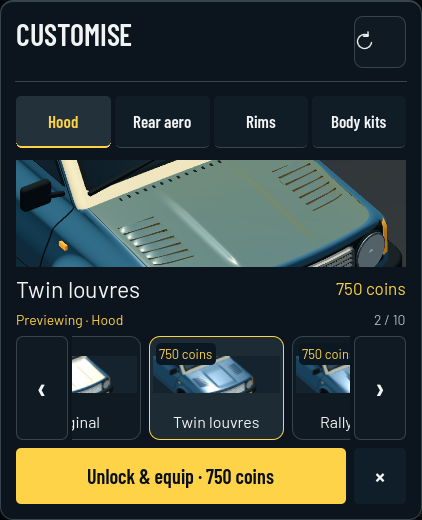 CUSTOMISE
Hood
Rear aero
Rims
Body kits
Twin louvres
750 coins
Previewing · Hood
2 / 10
750 coins
750 coin
‹
ginal
Twin louvres
Rally
›
Unlock & equip · 750 coins
×